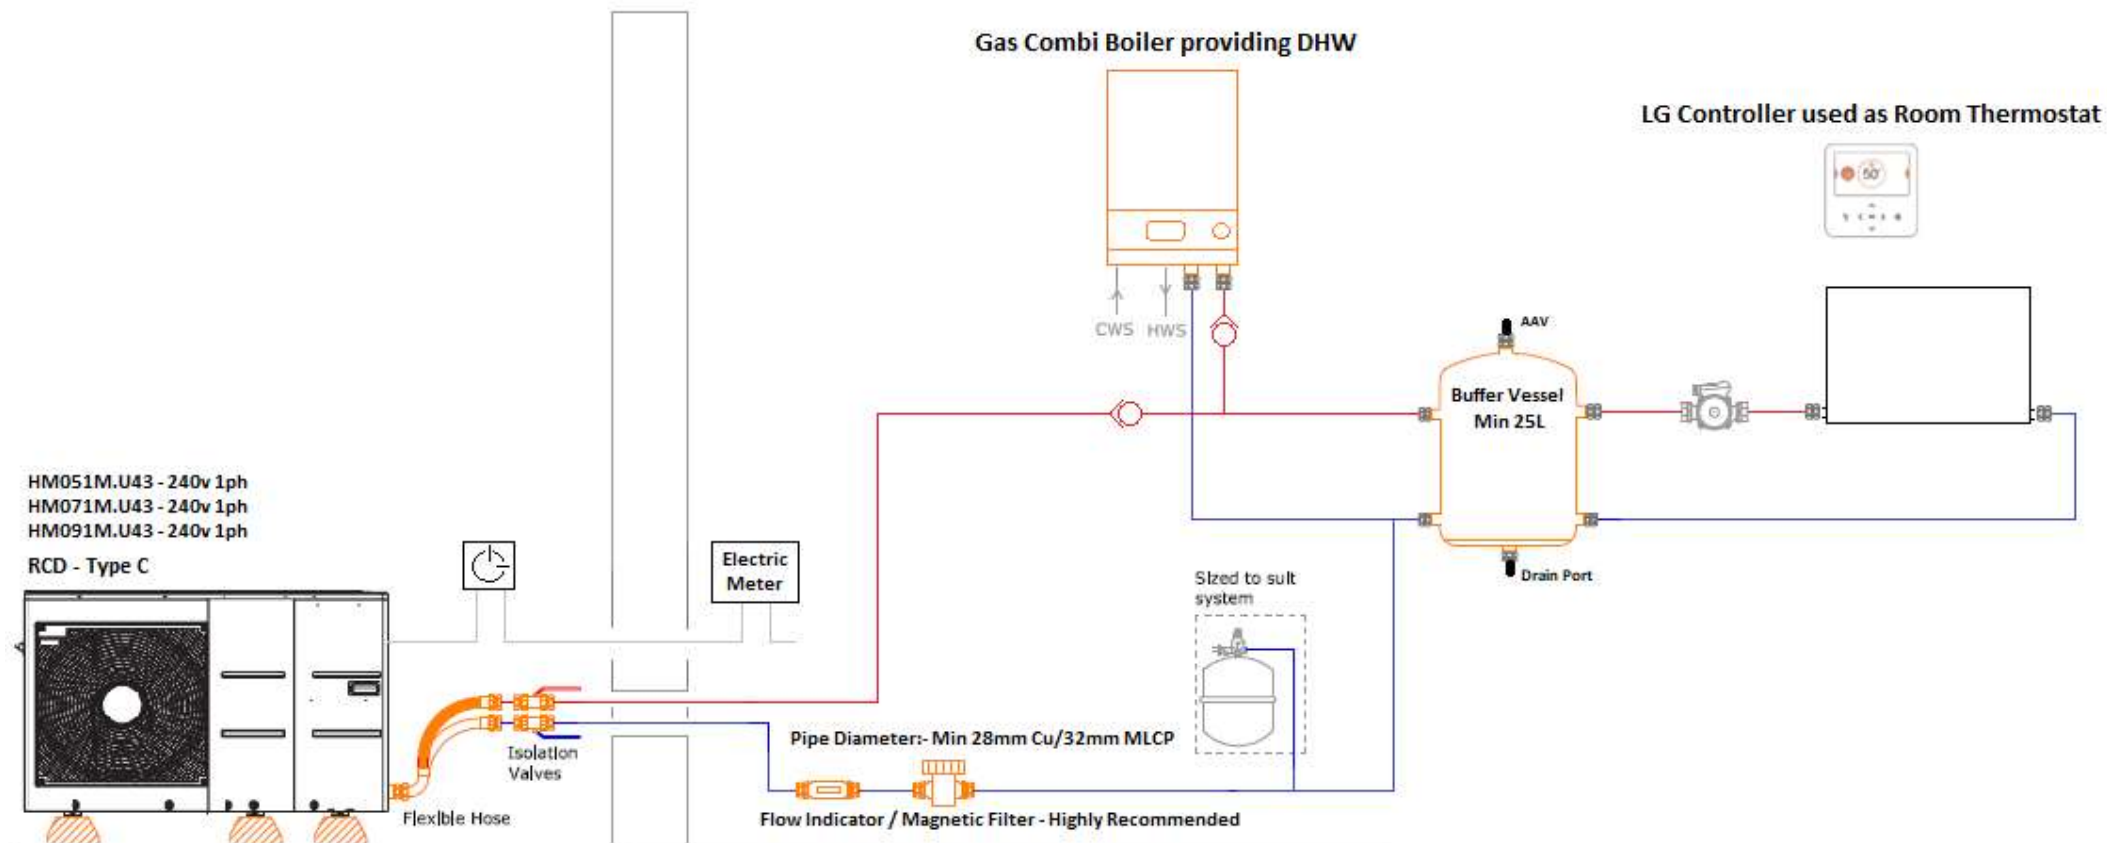 Gas Combi Boiler providing DHW
LG Controller used as Room Thermostat
50°
CWS
HWS
AAV
Buffer Vessel
Min 25L
HM051M.U43 - 240v 1ph
HM071M.U43 - 240v 1ph
HM091M.U43 - 240v 1ph
RCD - Type C
Electric
Meter
Drain Port
Sized to suit
system
Isolation
Valves
Pipe Diameter:- Min 28mm Cu/32mm MLCP
Flexible Hose
Flow Indicator / Magnetic Filter - Highly Recommended